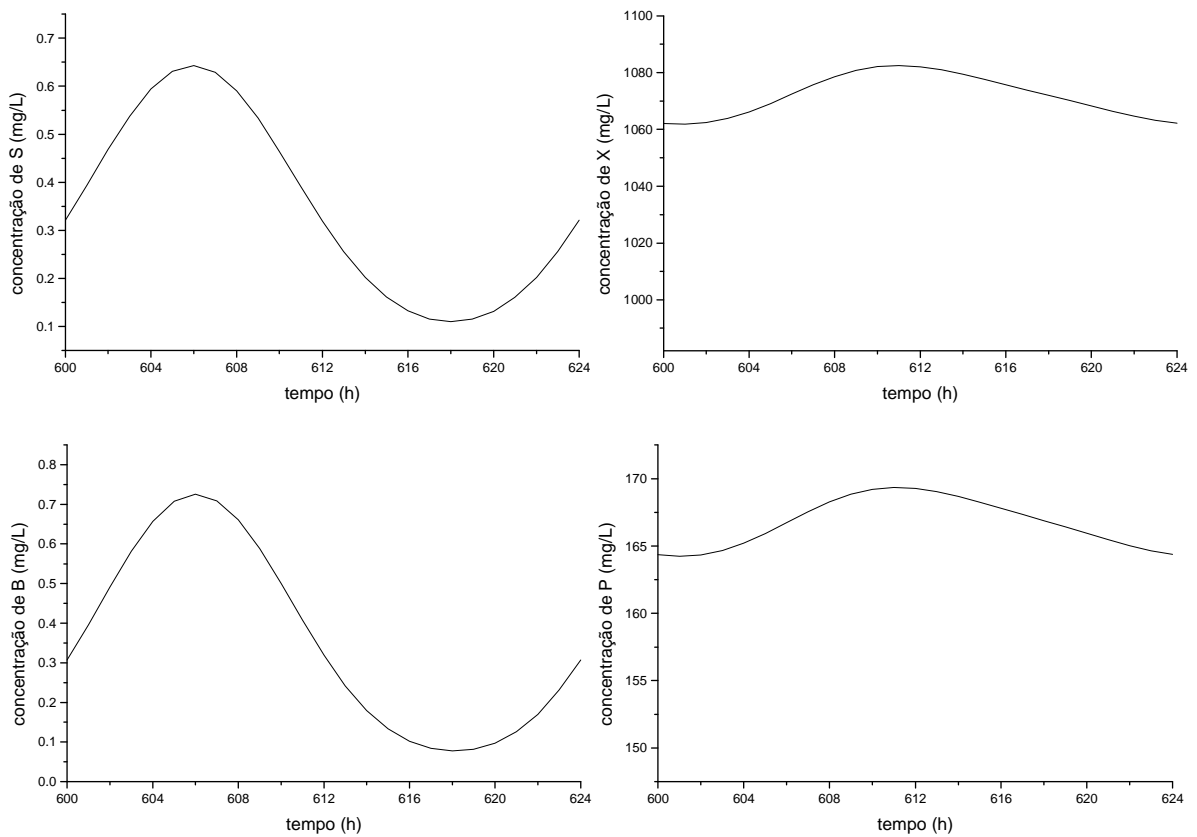 concentração de S (mg/L)
0.7
0.6
0.5
0.4
0.3
0.2
0.1
600 604 608 612 616 620 624
tempo (h)
concentração de X (mg/L)
1100
1080
1060
1040
1020
1000
600 604 608 612 616 620 624
tempo (h)
concentração de B (mg/L)
0.8
0.7
0.6
0.5
0.4
0.3
0.2
0.1
0.0
600 604 608 612 616 620 624
tempo (h)
concentração de P (mg/L)
170
165
160
155
150
600 604 608 612 616 620 624
tempo (h)